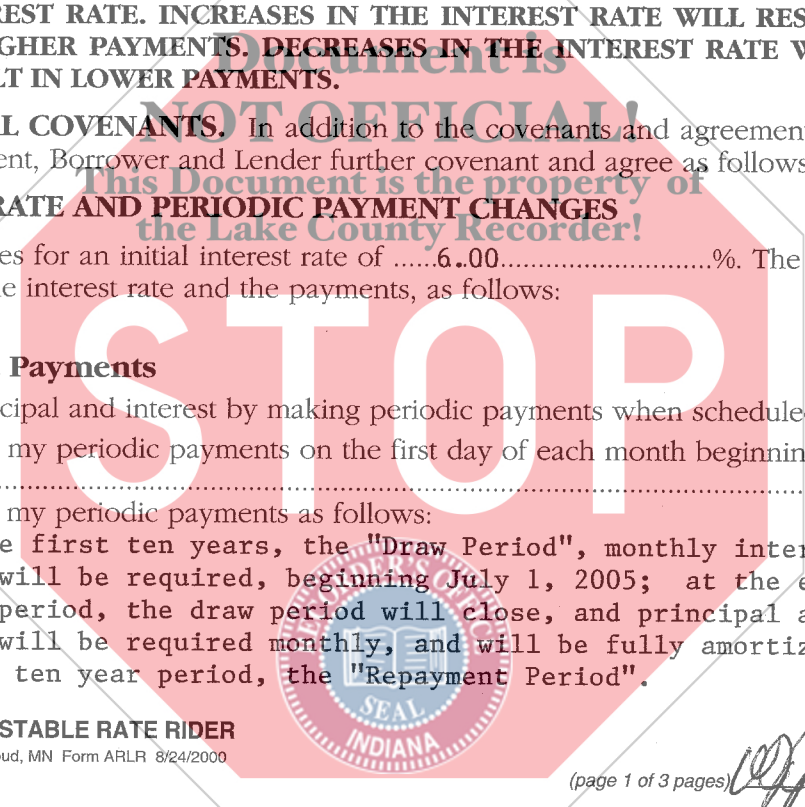 REST RATE. INCREASES IN THE INTEREST RATE WILL RES
GHER PAYMENTS. DECREASES IN THE INTEREST RATE W
LT IN LOWER PAYMENTS.
Document is
NOT OFFICIAL!
This Document is the property of
the Lake County Recorder!
L COVENANTS. In addition to the covenants and agreemen
ent, Borrower and Lender further covenant and agree as follows
RATE AND PERIODIC PAYMENT CHANGES
es for an initial interest rate of ......6.00..............................%. The
e interest rate and the payments, as follows:
STOP
Payments
cipal and interest by making periodic payments when schedule
my periodic payments on the first day of each month beginnin
my periodic payments as follows:
e first ten years, the "Draw Period", monthly inter
will be required, beginning July 1, 2005; at the e
period, the draw period will close, and principal a
will be required monthly, and will be fully amortiz
ten year period, the "Repayment Period".
RECORDER'S OFFICE
SEAL
INDIANA
STABLE RATE RIDER
oud, MN Form ARLR 8/24/2000
(page 1 of 3 pages)